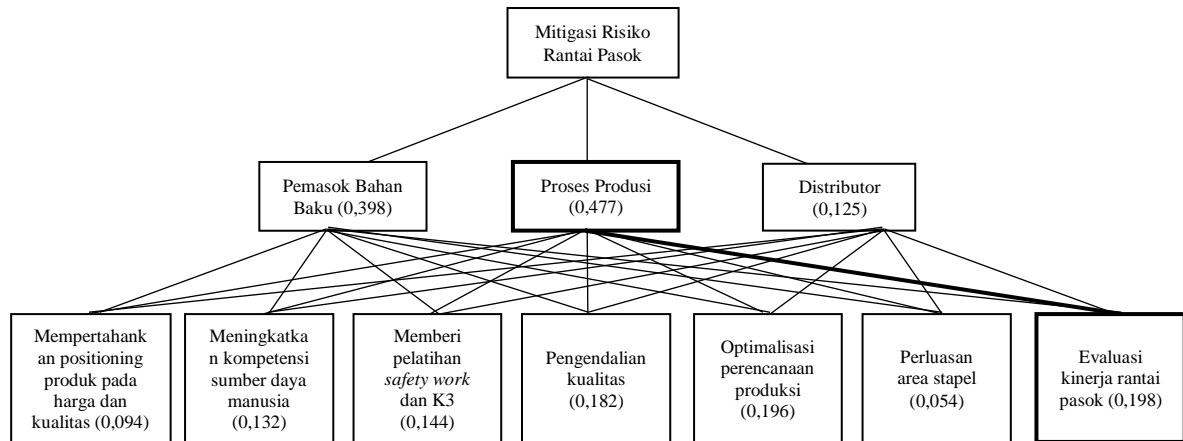 Mitigasi Risiko
Rantai Pasok
Pemasok Bahan
Baku (0,398)
Proses Produsi
(0,477)
Distributor
(0,125)
Mempertahank
an positioning
produk pada
harga dan
kualitas (0,094)
Meningkatka
n kompetensi
sumber daya
manusia
(0,132)
Memberi
pelatihan
safety work
dan K3
(0,144)
Pengendalian
kualitas
(0,182)
Optimalisasi
perencanaan
produksi
(0,196)
Perluasan
area stapel
(0,054)
Evaluasi
kinerja rantai
pasok (0,198)